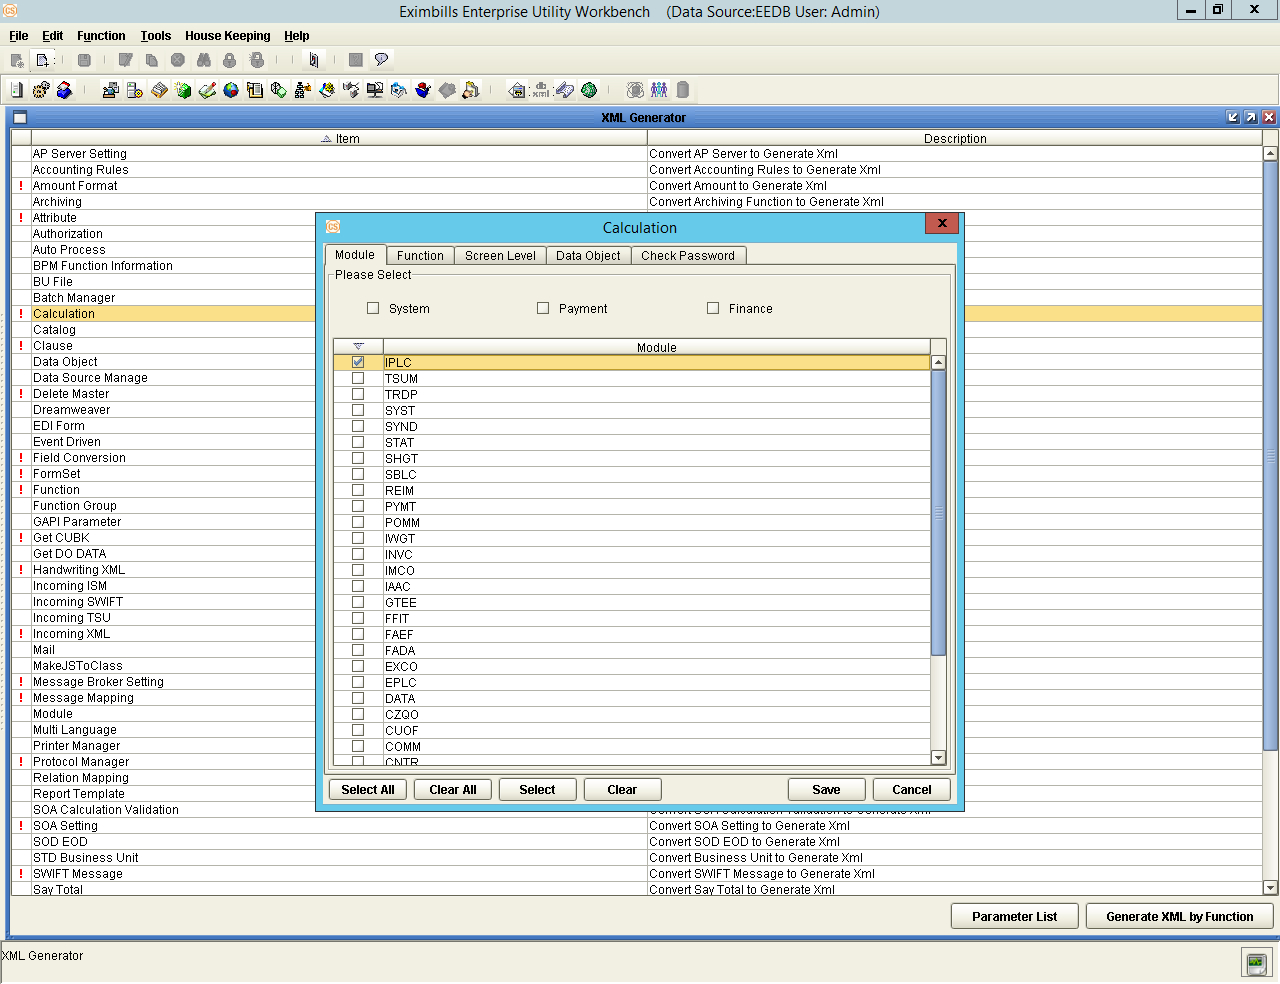 Eximbills Enterprise Utility Workbench (Data Source:EEDB User: Admin)
File Edit Function Tools House Keeping Help
XML Generator
Item Description
AP Server Setting Convert AP Server to Generate Xml
Accounting Rules Convert Accounting Rules to Generate Xml
! Amount Format Convert Amount to Generate Xml
Archiving Convert Archiving Function to Generate Xml
! Attribute
Authorization
Auto Process
BPM Function Information
BU File
Batch Manager
! Calculation
Catalog
! Clause
Data Object
Data Source Manage
! Delete Master
Dreamweaver
EDI Form
Event Driven
! Field Conversion
! FormSet
! Function
Function Group
GAPI Parameter
! Get CUBK
Get DO DATA
! Handwriting XML
Incoming ISM
Incoming SWIFT
Incoming TSU
! Incoming XML
Mail
MakeJSToClass
! Message Broker Setting
! Message Mapping
Module
Multi Language
Printer Manager
! Protocol Manager
Relation Mapping
Report Template
SOA Calculation Validation
! SOA Setting Convert SOA Setting to Generate Xml
SOD EOD Convert SOD EOD to Generate Xml
STD Business Unit Convert Business Unit to Generate Xml
! SWIFT Message Convert SWIFT Message to Generate Xml
Say Total Convert Say Total to Generate Xml
Calculation
Module Function Screen Level Data Object Check Password
Please Select
System Payment Finance
Module
IPLC
TSUM
TRDP
SYST
SYND
STAT
SHGT
SBLC
REIM
PYMT
POMM
IWGT
INVC
IMCO
IAAC
GTEE
FFIT
FAEF
FADA
EXCO
EPLC
DATA
CZQO
CUOF
COMM
CNTR
Select All Clear All Select Clear Save Cancel
Parameter List Generate XML by Function
XML Generator